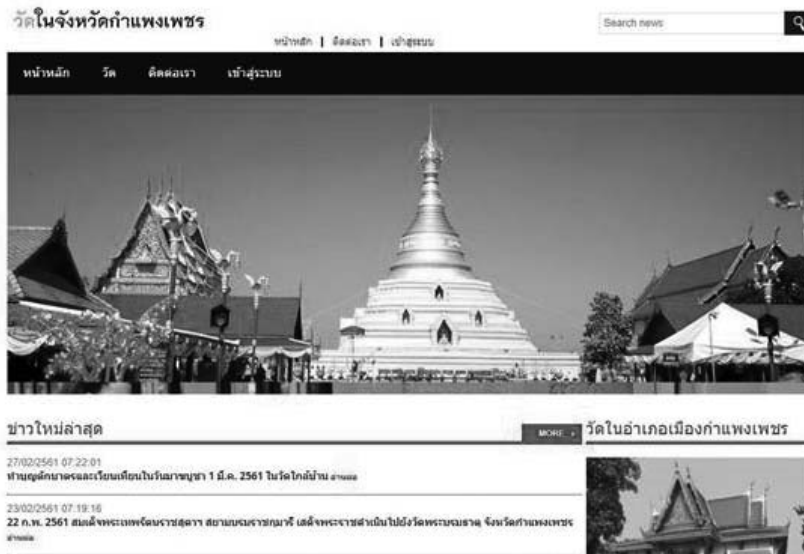 วัดในจังหวัดกำแพงเพชร
Search news
หน้าหลัก | ติดต่อเรา | เข้าสู่ระบบ
หน้าหลัก วัด ติดต่อเรา เข้าสู่ระบบ
ข่าวใหม่ล่าสุด
MORE
วัดในอำเภอเมืองกำแพงเพชร
27/02/2561 07:22:01
ทำบุญตักบาตรและเวียนเทียนในวันมาฆบูชา 1 มี.ค. 2561 ในวัดใกล้บ้าน อ่านต่อ
23/02/2561 07:19:16
22 ก.พ. 2561 สมเด็จพระเทพรัตนราชสุดาฯ สยามบรมราชกุมารี เสด็จพระราชดำเนินไปยังวัดพระบรมธาตุ จังหวัดกำแพงเพชร
อ่านต่อ